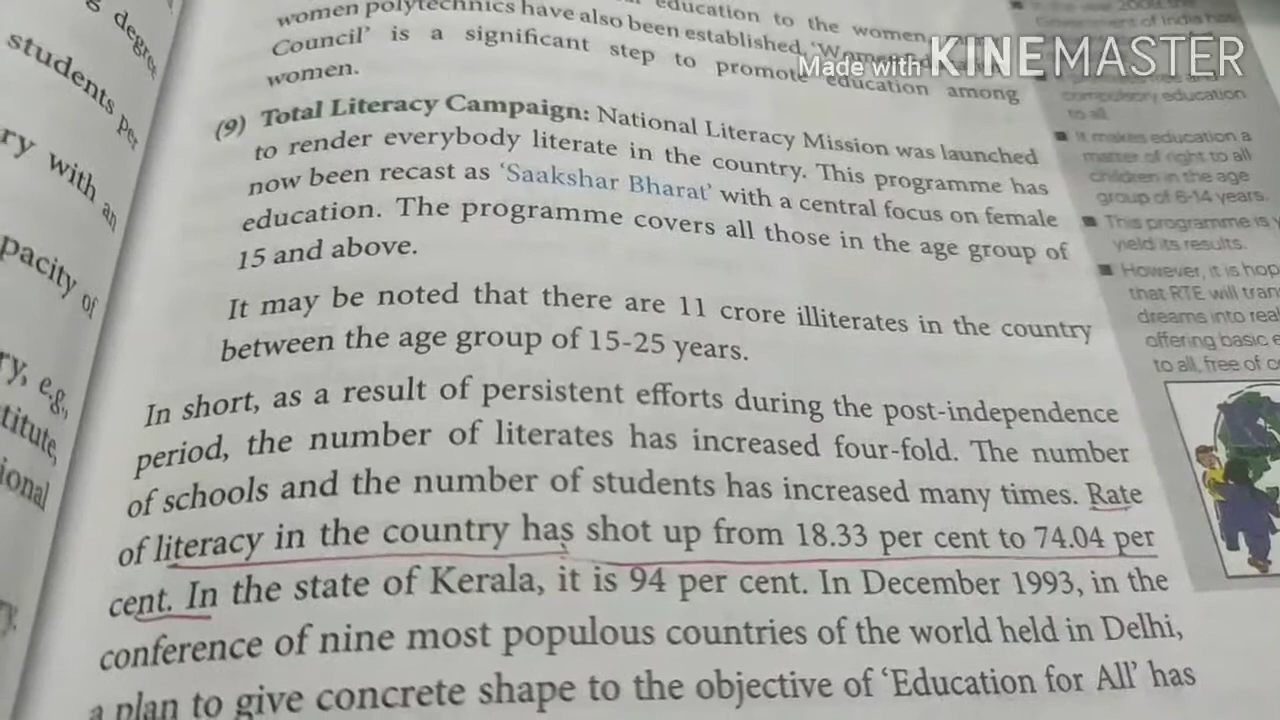 degree
students per
ry with an
pacity of
ry, e.g.,
titute,
ional
ry.
education to the women.
women polytechnics have also been established. 'Women
Council' is a significant step to promote education among
women.
(9) Total Literacy Campaign: National Literacy Mission was launched
to render everybody literate in the country. This programme has
now been recast as 'Saakshar Bharat' with a central focus on female
education. The programme covers all those in the age group of
15 and above.
It may be noted that there are 11 crore illiterates in the country
between the age group of 15-25 years.
In short, as a result of persistent efforts during the post-independence
period, the number of literates has increased four-fold. The number
of schools and the number of students has increased many times. Rate
of literacy in the country has shot up from 18.33 per cent to 74.04 per
cent. In the state of Kerala, it is 94 per cent. In December 1993, in the
conference of nine most populous countries of the world held in Delhi,
a plan to give concrete shape to the objective of 'Education for All' has
Government of India has
and
compulsory education
to all.
■ It makes education a
matter of right to all
children in the age
group of 6-14 years.
■ This programme is
yield its results.
■ However, it is hop
that RTE will tran
dreams into real
offering basic e
to all, free of c
Made with KINEMASTER